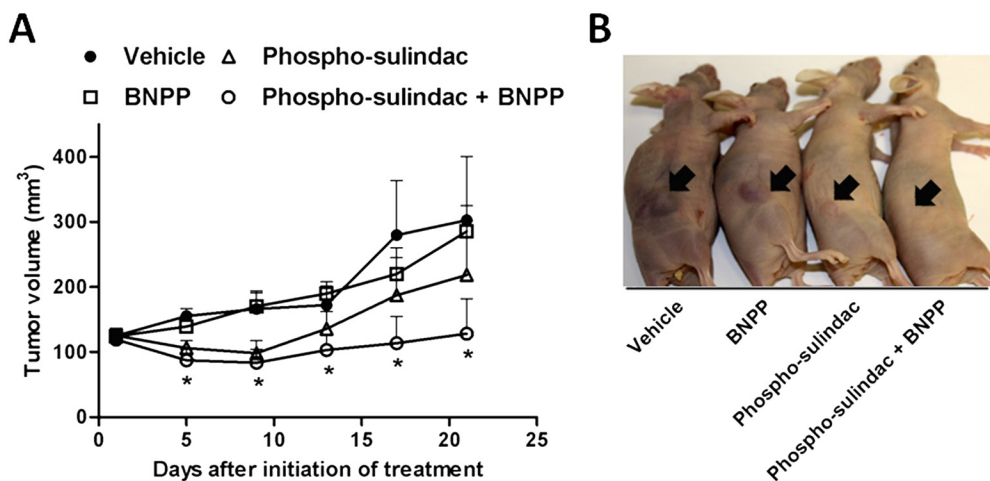 A
Vehicle Phospho-sulindac
BNPP Phospho-sulindac + BNPP
Tumor volume (mm³)
400
300
200
100
0
* * * * *
0 5 10 15 20 25
Days after initiation of treatment
B
Vehicle
BNPP
Phospho-sulindac
Phospho-sulindac + BNPP